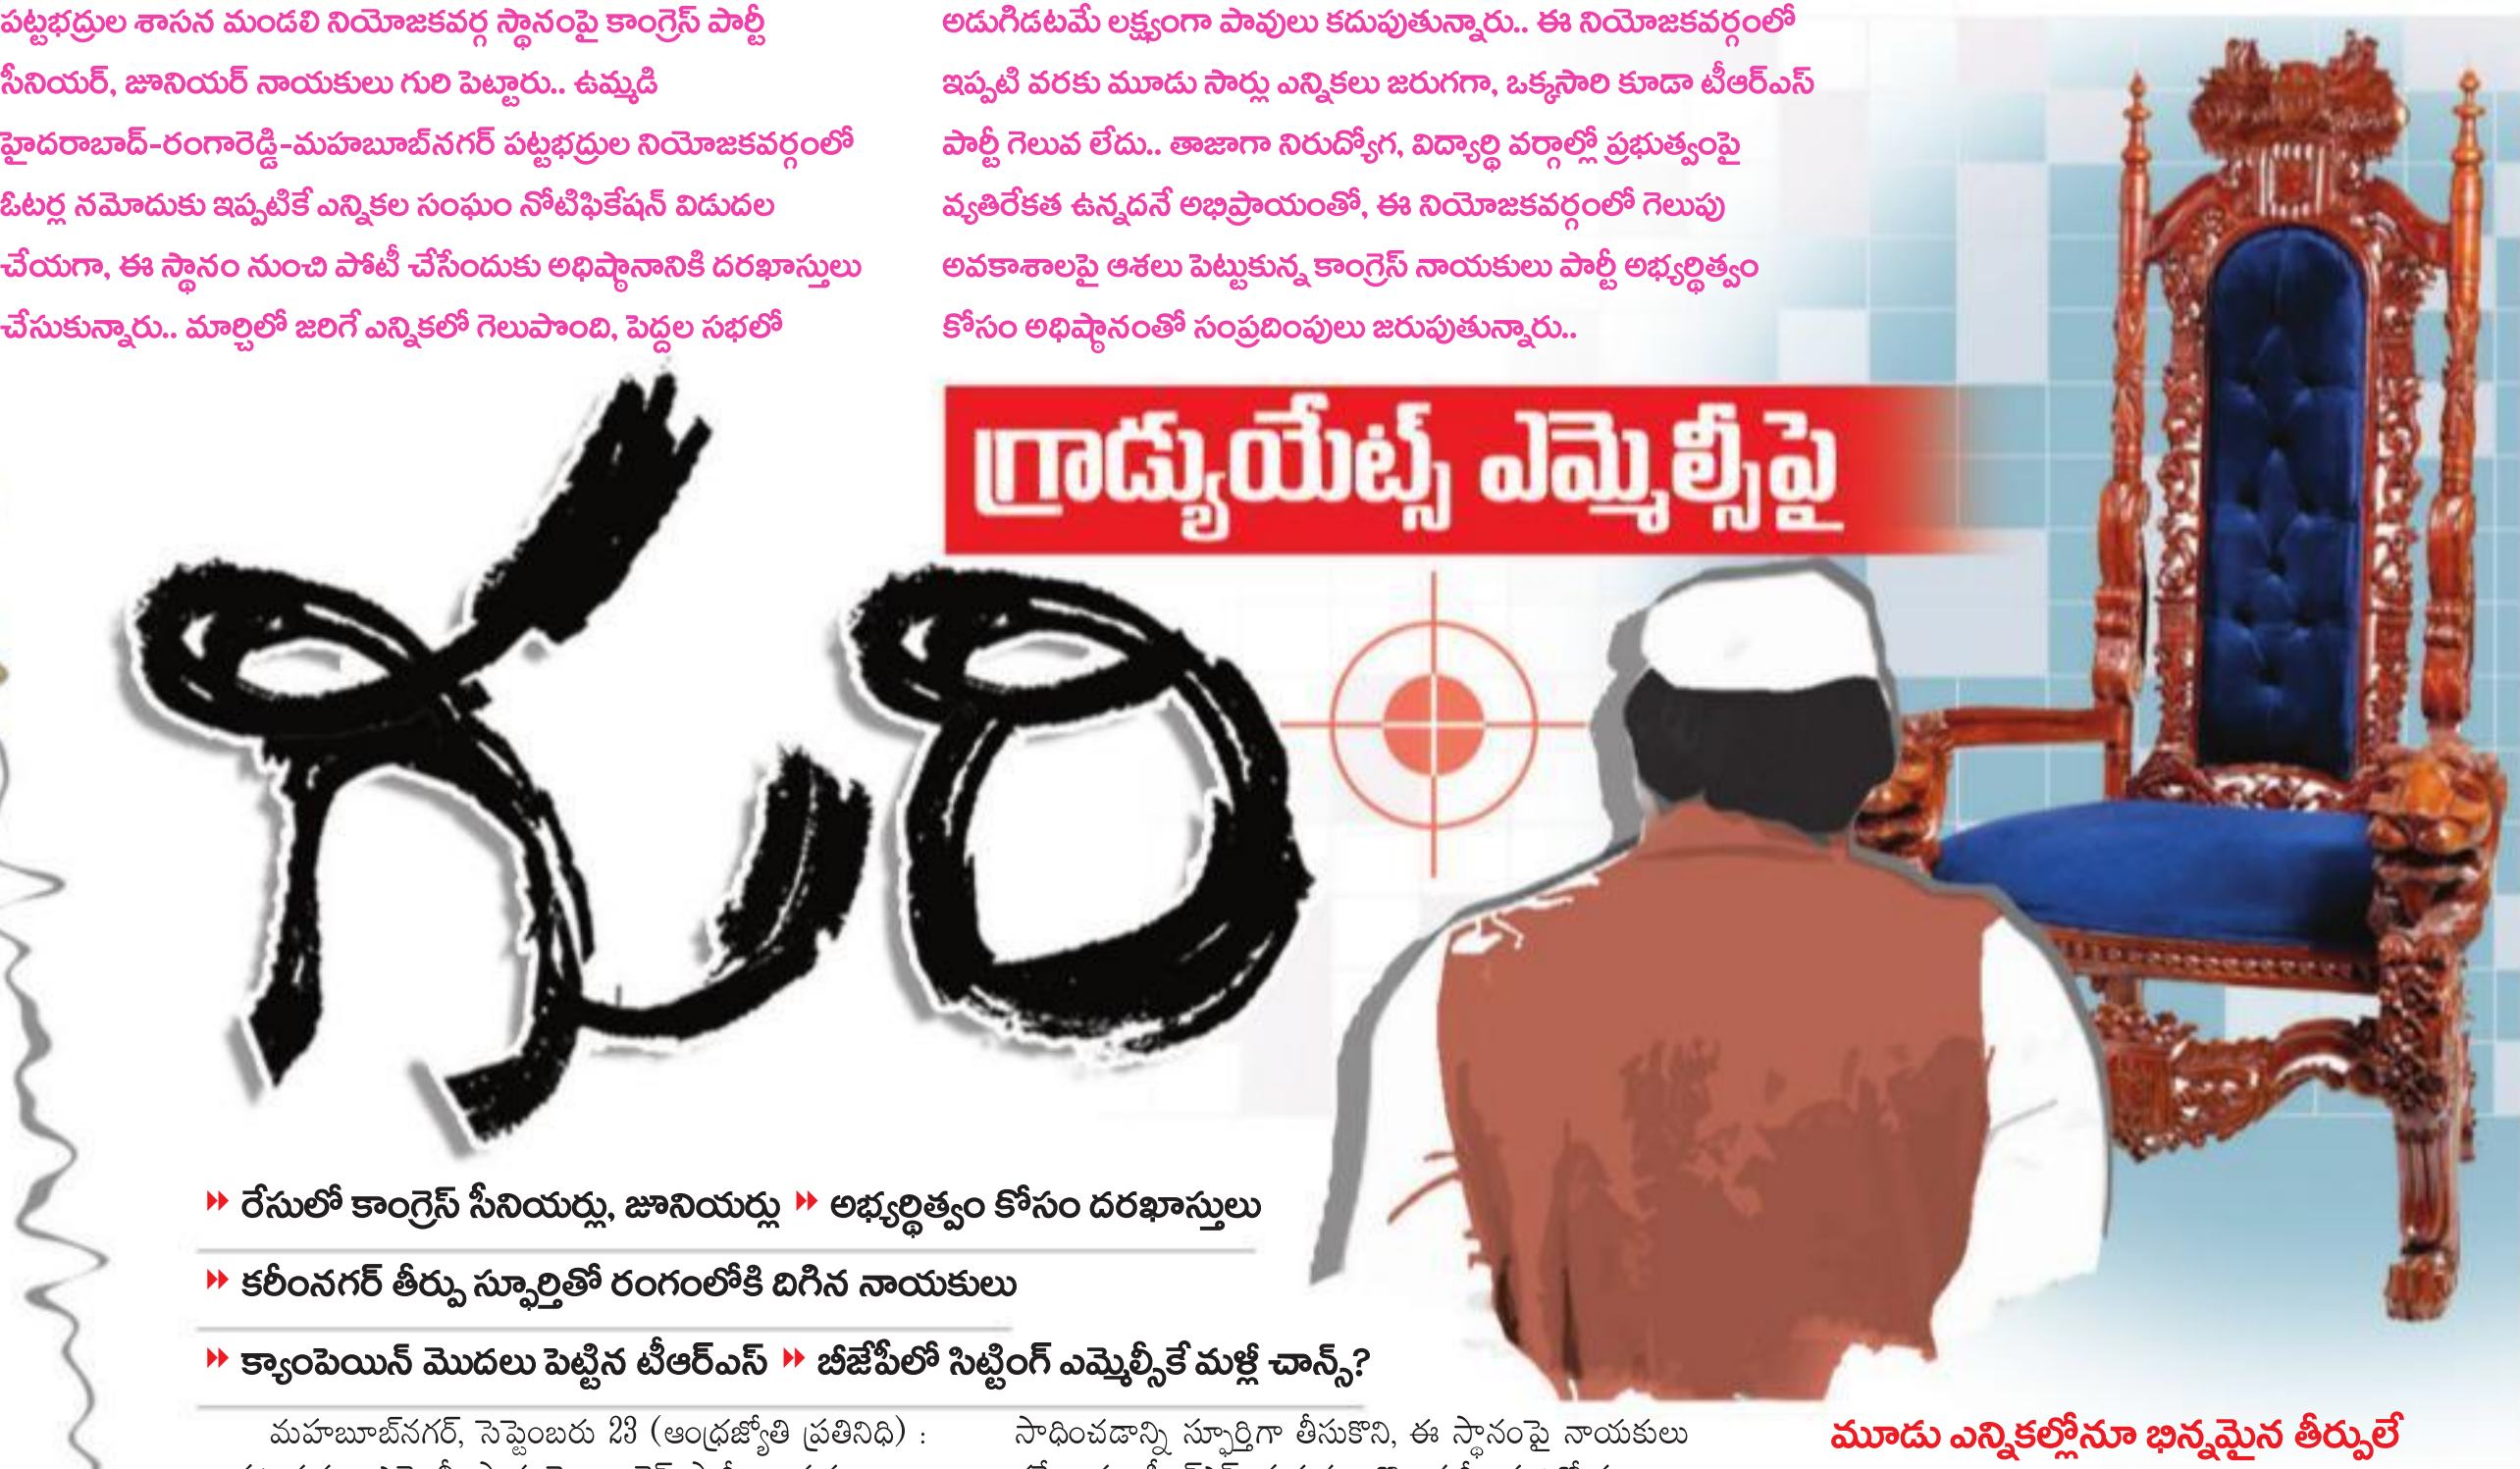 పట్టభద్రుల శాసన మండలి నియోజకవర్గ స్థానంపై కాంగ్రెస్ పార్టీ
సీనియర్, జూనియర్ నాయకులు గురి పెట్టారు.. ఉమ్మడి
హైదరాబాద్-రంగారెడ్డి-మహబూబ్‌నగర్ పట్టభద్రుల నియోజకవర్గంలో
ఓటర్ల నమోదుకు ఇప్పటికే ఎన్నికల సంఘం నోటిఫికేషన్ విడుదల
చేయగా, ఈ స్థానం నుంచి పోటీ చేసేందుకు అధిష్ఠానానికి దరఖాస్తులు
చేసుకున్నారు.. మార్చిలో జరిగే ఎన్నికలో గెలుపొంది, పెద్దల సభలో
అడుగిడటమే లక్ష్యంగా పావులు కదుపుతున్నారు.. ఈ నియోజకవర్గంలో
ఇప్పటి వరకు మూడు సార్లు ఎన్నికలు జరుగగా, ఒక్కసారి కూడా టీఆర్ఎస్
పార్టీ గెలువ లేదు.. తాజాగా నిరుద్యోగ, విద్యార్థి వర్గాల్లో ప్రభుత్వంపై
వ్యతిరేకత ఉన్నదనే అభిప్రాయంతో, ఈ నియోజకవర్గంలో గెలుపు
అవకాశాలపై ఆశలు పెట్టుకున్న కాంగ్రెస్ నాయకులు పార్టీ అభ్యర్థిత్వం
కోసం అధిష్ఠానంతో సంప్రదింపులు జరుపుతున్నారు..
గ్రాడ్యుయేట్స్ ఎమ్మెల్సీపై
గురి
రేసులో కాంగ్రెస్ సీనియర్లు, జూనియర్లు అభ్యర్థిత్వం కోసం దరఖాస్తులు
కరీంనగర్ తీర్పు స్ఫూర్తితో రంగంలోకి దిగిన నాయకులు
క్యాంపెయిన్ మొదలు పెట్టిన టీఆర్ఎస్ బీజేపీలో సిట్టింగ్ ఎమ్మెల్సీకే మళ్లీ చాన్స్?
మహబూబ్‌నగర్, సెప్టెంబరు 23 (ఆంధ్రజ్యోతి ప్రతినిధి) :
సాధించడాన్ని స్ఫూర్తిగా తీసుకొని, ఈ స్థానంపై నాయకులు
మూడు ఎన్నికల్లోనూ భిన్నమైన తీర్పులే